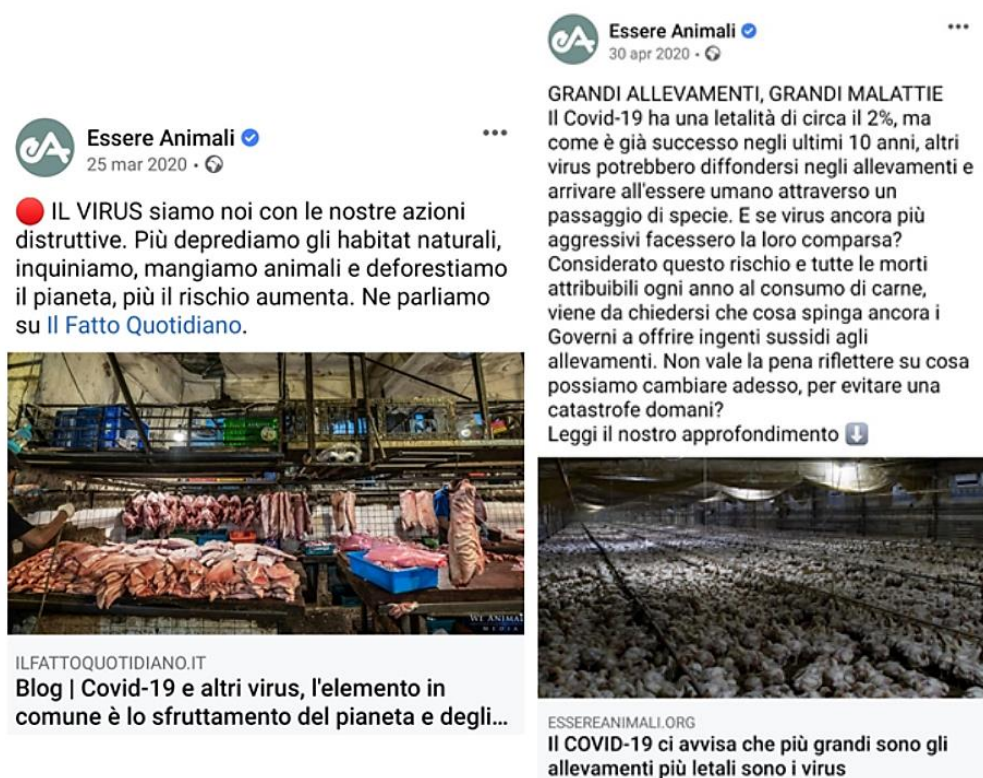 Essere Animali
25 mar 2020 ·
IL VIRUS siamo noi con le nostre azioni
distruttive. Più deprediamo gli habitat naturali,
inquiniamo, mangiamo animali e deforestiamo
il pianeta, più il rischio aumenta. Ne parliamo
su Il Fatto Quotidiano.
WE ANIMALS
MEDIA
ILFATTOQUOTIDIANO.IT
Blog | Covid-19 e altri virus, l'elemento in
comune è lo sfruttamento del pianeta e degli...
Essere Animali
30 apr 2020 ·
GRANDI ALLEVAMENTI, GRANDI MALATTIE
Il Covid-19 ha una letalità di circa il 2%, ma
come è già successo negli ultimi 10 anni, altri
virus potrebbero diffondersi negli allevamenti e
arrivare all'essere umano attraverso un
passaggio di specie. E se virus ancora più
aggressivi facessero la loro comparsa?
Considerato questo rischio e tutte le morti
attribuibili ogni anno al consumo di carne,
viene da chiedersi che cosa spinga ancora i
Governi a offrire ingenti sussidi agli
allevamenti. Non vale la pena riflettere su cosa
possiamo cambiare adesso, per evitare una
catastrofe domani?
Leggi il nostro approfondimento
ESSEREANIMALI.ORG
Il COVID-19 ci avvisa che più grandi sono gli
allevamenti più letali sono i virus